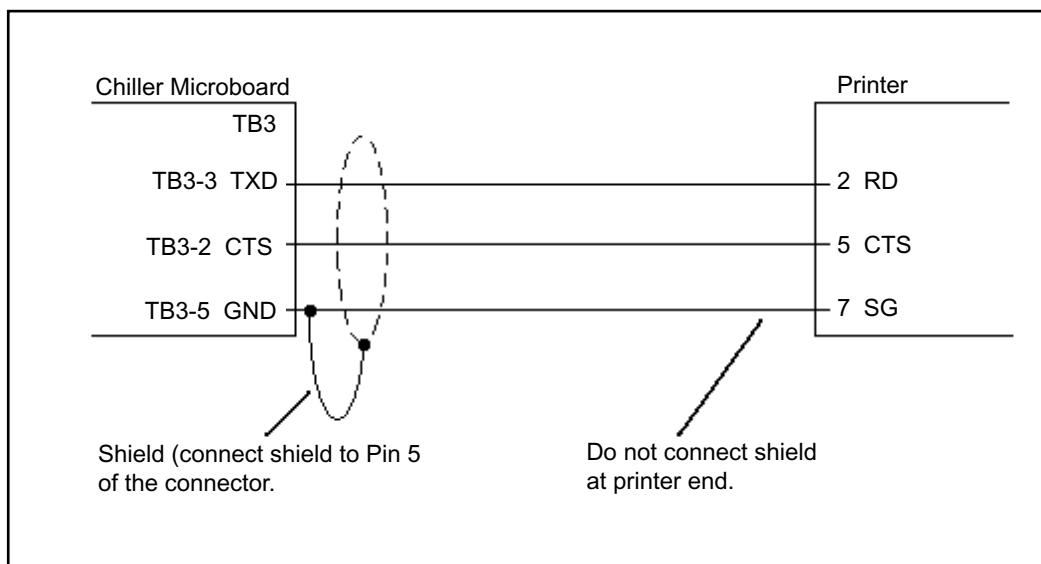 Chiller Microboard
Printer
TB3
TB3-3 TXD
2 RD
TB3-2 CTS
5 CTS
TB3-5 GND
7 SG
Shield (connect shield to Pin 5
of the connector.
Do not connect shield
at printer end.